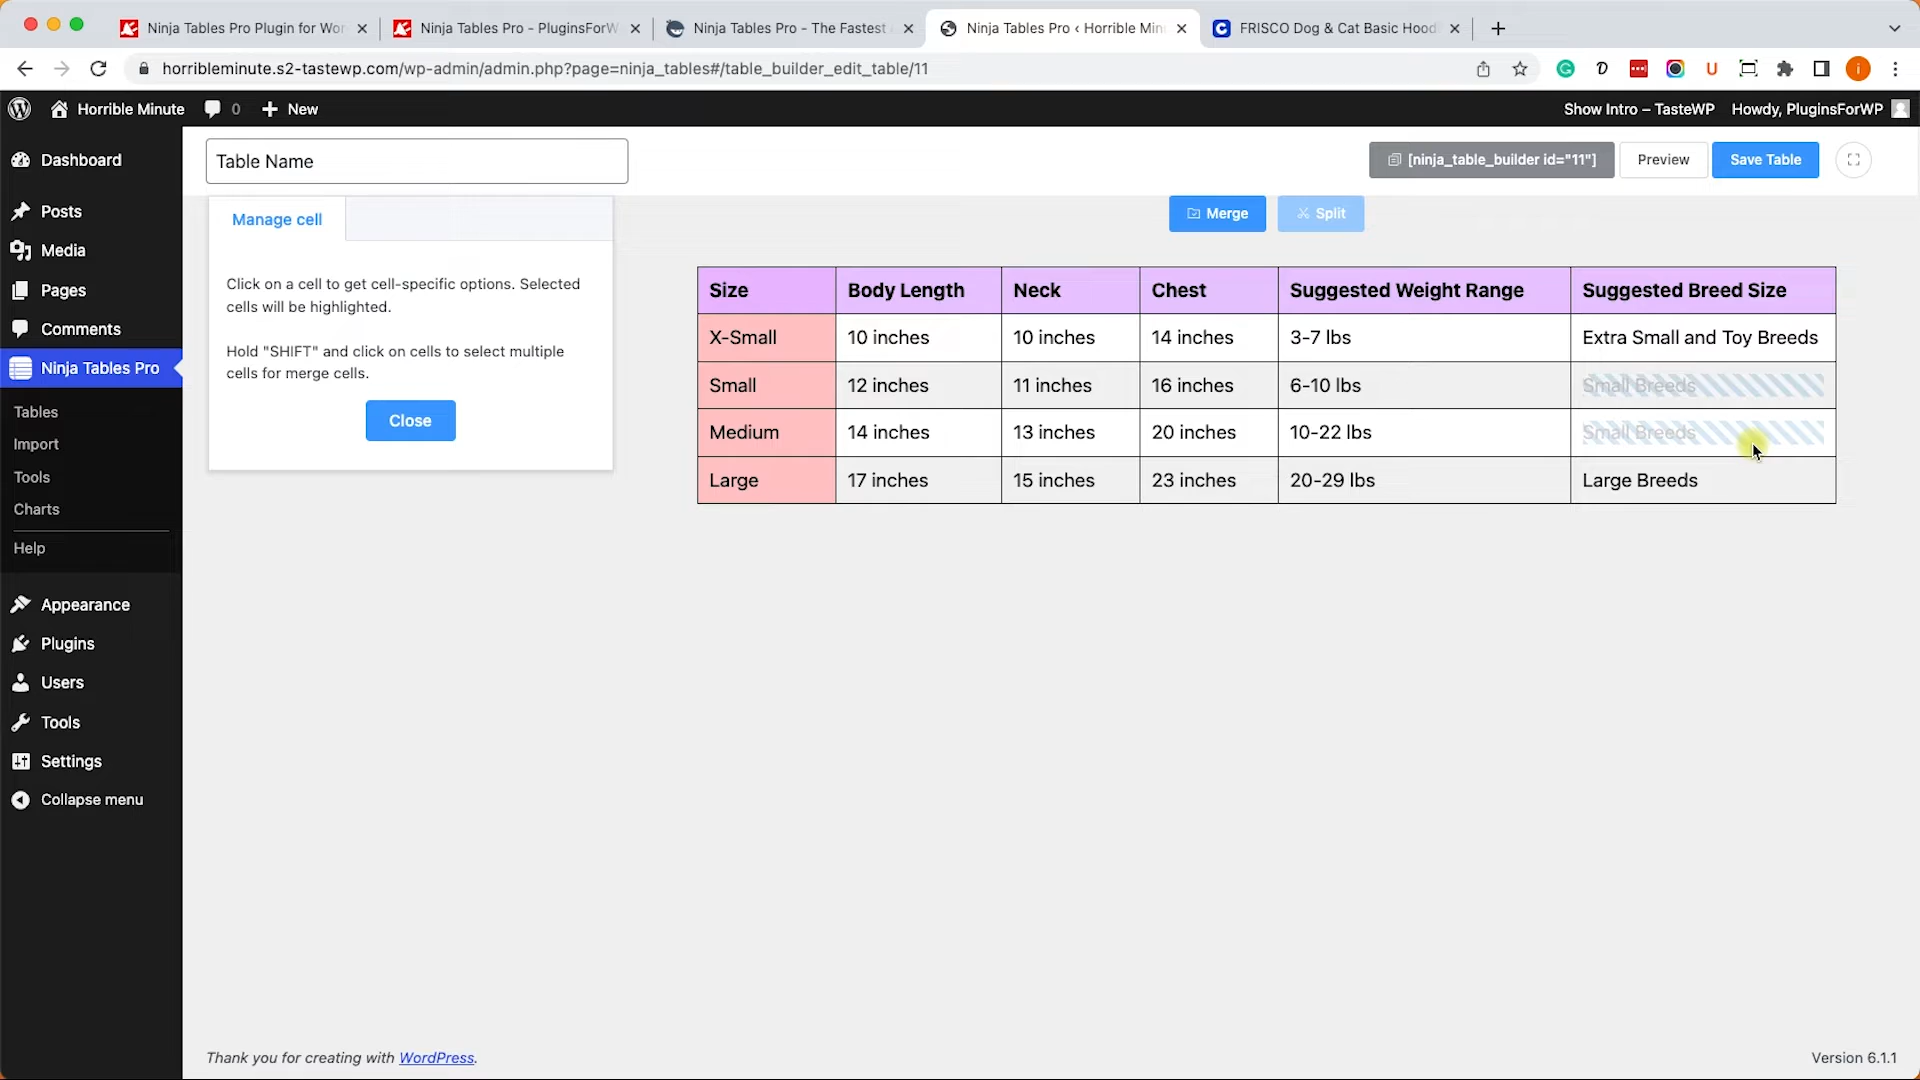 Ninja Tables Pro Plugin for Wor
Ninja Tables Pro - PluginsForW
Ninja Tables Pro - The Fastest
Ninja Tables Pro ‹ Horrible Min
FRISCO Dog & Cat Basic Hood
horribleminute.s2-tastewp.com/wp-admin/admin.php?page=ninja_tables#/table_builder_edit_table/11
Horrible Minute
0
New
Show Intro – TasteWP
Howdy, PluginsForWP
Dashboard
Posts
Media
Pages
Comments
Ninja Tables Pro
Tables
Import
Tools
Charts
Help
Appearance
Plugins
Users
Tools
Settings
Collapse menu
Table Name
[ninja_table_builder id="11"]
Preview
Save Table
Manage cell
Click on a cell to get cell-specific options. Selected
cells will be highlighted.
Hold "SHIFT" and click on cells to select multiple
cells for merge cells.
Close
Merge
Split
Size Body Length Neck Chest Suggested Weight Range Suggested Breed Size
X-Small 10 inches 10 inches 14 inches 3-7 lbs Extra Small and Toy Breeds
Small 12 inches 11 inches 16 inches 6-10 lbs Small Breeds
Medium 14 inches 13 inches 20 inches 10-22 lbs Small Breeds
Large 17 inches 15 inches 23 inches 20-29 lbs Large Breeds
Thank you for creating with WordPress.
Version 6.1.1